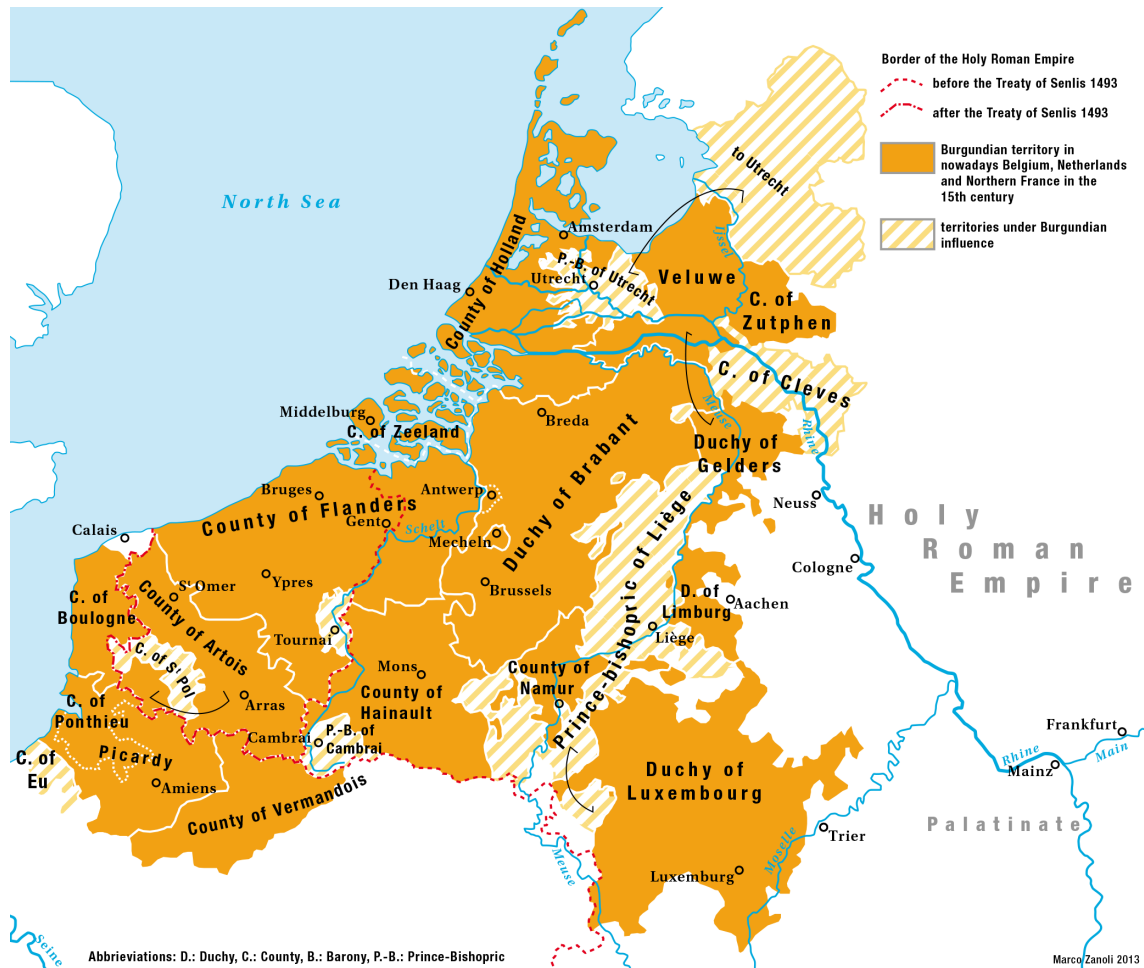 Border of the Holy Roman Empire
before the Treaty of Senlis 1493
after the Treaty of Senlis 1493
Burgundian territory in
nowadays Belgium, Netherlands
and Northern France in the
15th century
territories under Burgundian
influence
to Utrecht
North Sea
Amsterdam
Ijssel
County of Holland
P.-B. of Utrecht
Utrecht
Veluwe
Den Haag
C. of
Zutphen
C. of Cleves
Meuse
Rhine
Middelburg
C. of Zeeland
Breda
Duchy of
Gelders
Duchy of Brabant
Bruges
Antwerp
County of Flanders
Gent
Schelt
Neuss
Calais
Mecheln
Holy
Roman
Empire
Cologne
Ypres
St Omer
Brussels
C. of
Boulogne
County of Artois
D. of
Limburg
Aachen
Prince-bishopric of Liège
Tournai
Liège
C. of St Pol
Mons
County of
Namur
County of
Hainault
Arras
C. of
Ponthieu
Cambrai
P.-B. of
Cambrai
Frankfurt
Picardy
Rhine
Main
Mainz
C. of
Eu
Duchy of
Luxembourg
Amiens
County of Vermandois
Palatinate
Trier
Moselle
Meuse
Luxemburg
Seine
Abbrieviations: D.: Duchy, C.: County, B.: Barony, P.-B.: Prince-Bishopric
Marco Zanoli 2013